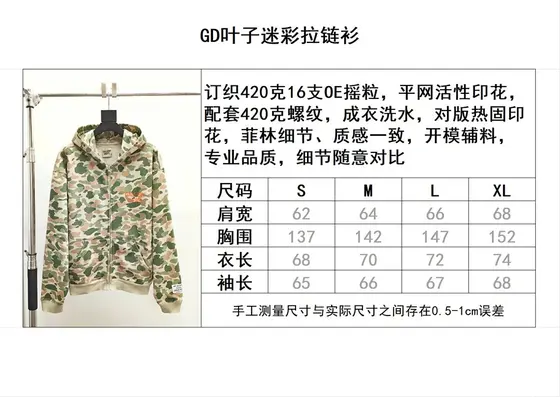 GD叶子迷彩拉链衫
订织420克16支OE摇粒，平网活性印花，
配套420克螺纹，成衣洗水，对版热固印
花，菲林细节、质感一致，开模辅料，
专业品质，细节随意对比
尺码 S M L XL
肩宽 62 64 66 68
胸围 137 142 147 152
衣长 68 70 72 74
袖长 65 66 67 68
手工测量尺寸与实际尺寸之间存在0.5-1cm误差